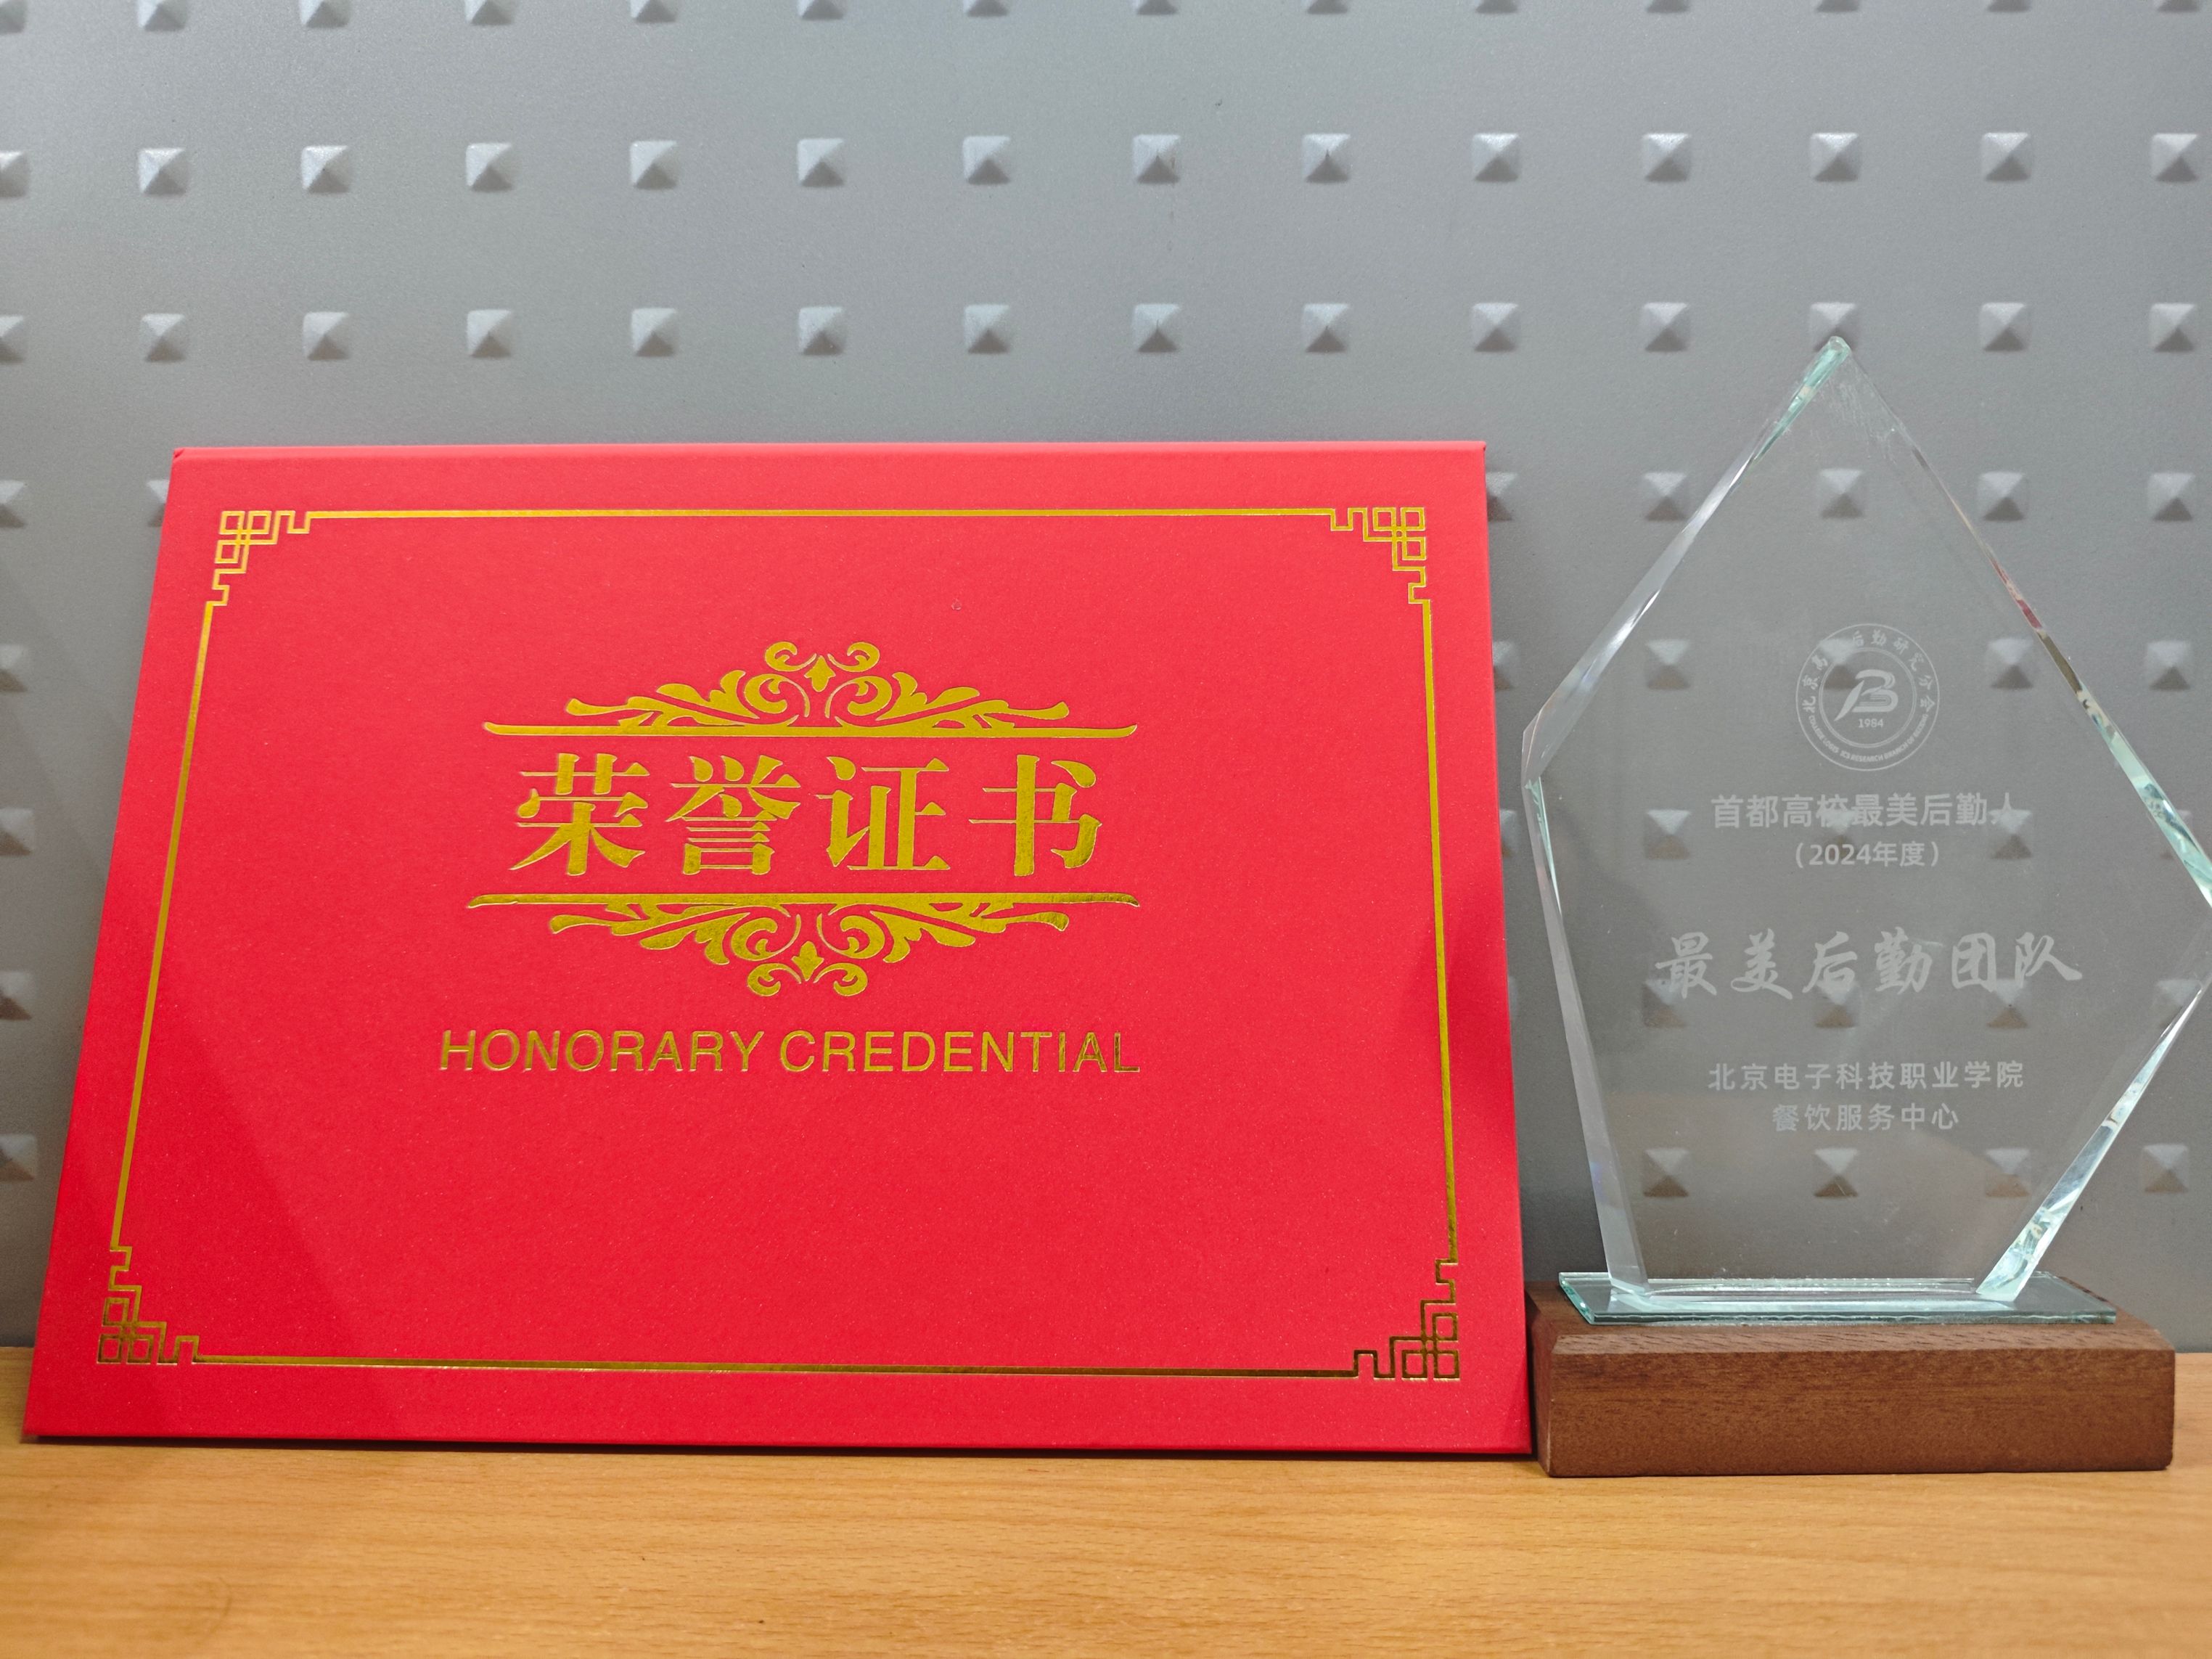 荣誉证书
HONORARY CREDENTIAL
1984
首都高校最美后勤人
（2024年度）
最美后勤团队
北京电子科技职业学院
餐饮服务中心